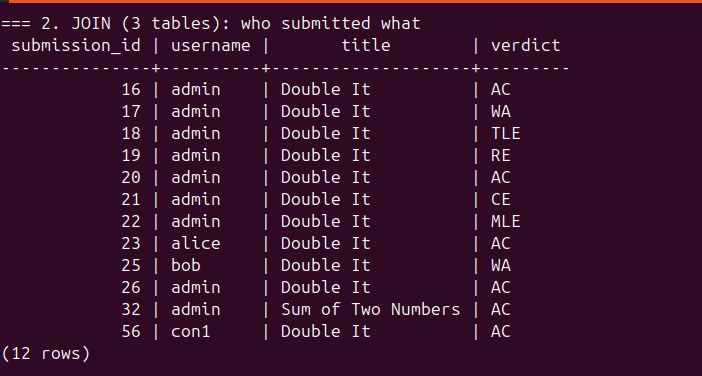 === 2. JOIN (3 tables): who submitted what
 submission_id | username |       title        | verdict
---------------+----------+--------------------+---------
            16 | admin    | Double It          | AC
            17 | admin    | Double It          | WA
            18 | admin    | Double It          | TLE
            19 | admin    | Double It          | RE
            20 | admin    | Double It          | AC
            21 | admin    | Double It          | CE
            22 | admin    | Double It          | MLE
            23 | alice    | Double It          | AC
            25 | bob      | Double It          | WA
            26 | admin    | Double It          | AC
            32 | admin    | Sum of Two Numbers | AC
            56 | con1     | Double It          | AC
(12 rows)